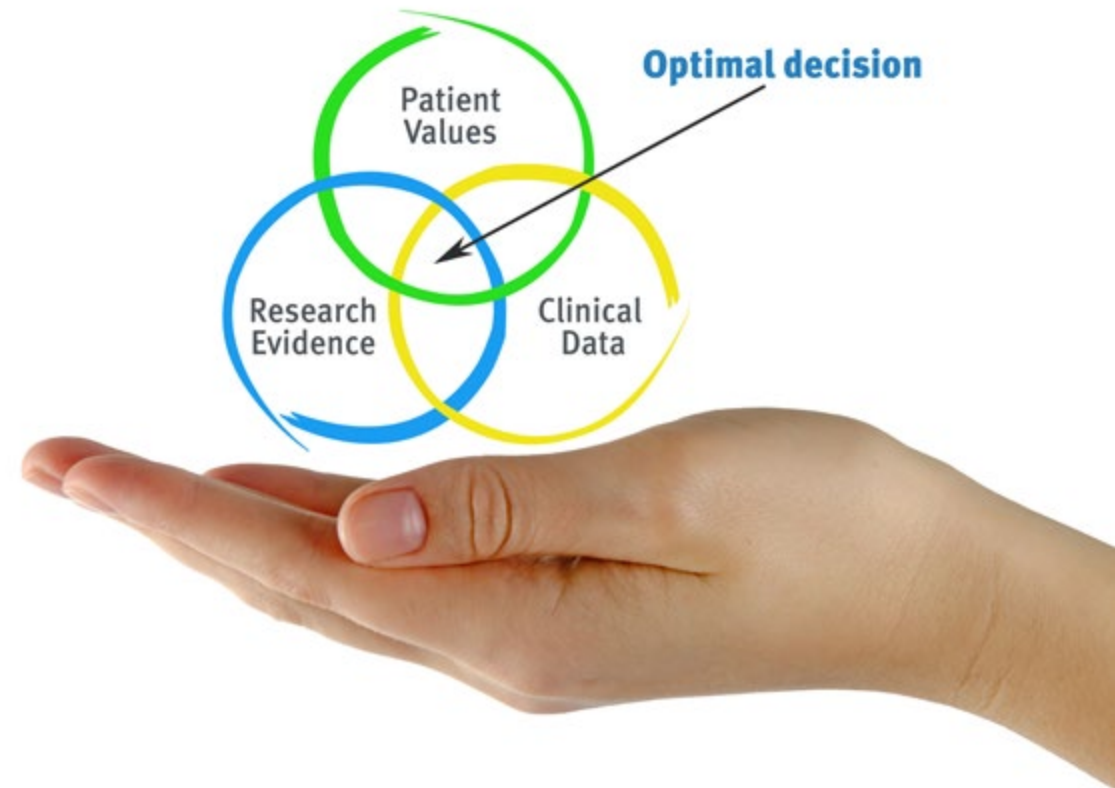 Optimal decision
Patient
Values
Research
Evidence
Clinical
Data